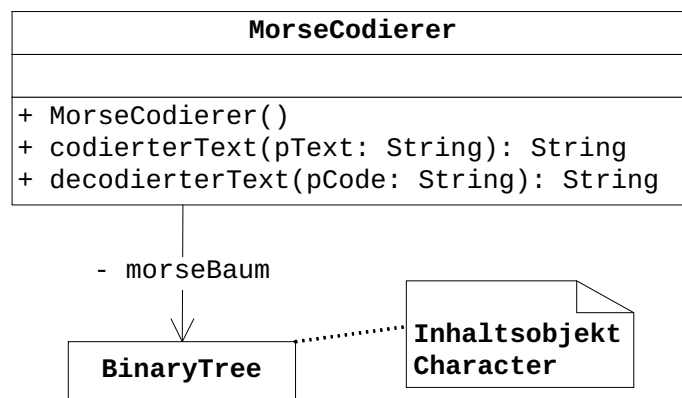 MorseCodierer
+ MorseCodierer()
+ codierterText(pText: String): String
+ decodierterText(pCode: String): String
- morseBaum
BinaryTree
Inhaltsobjekt
Character